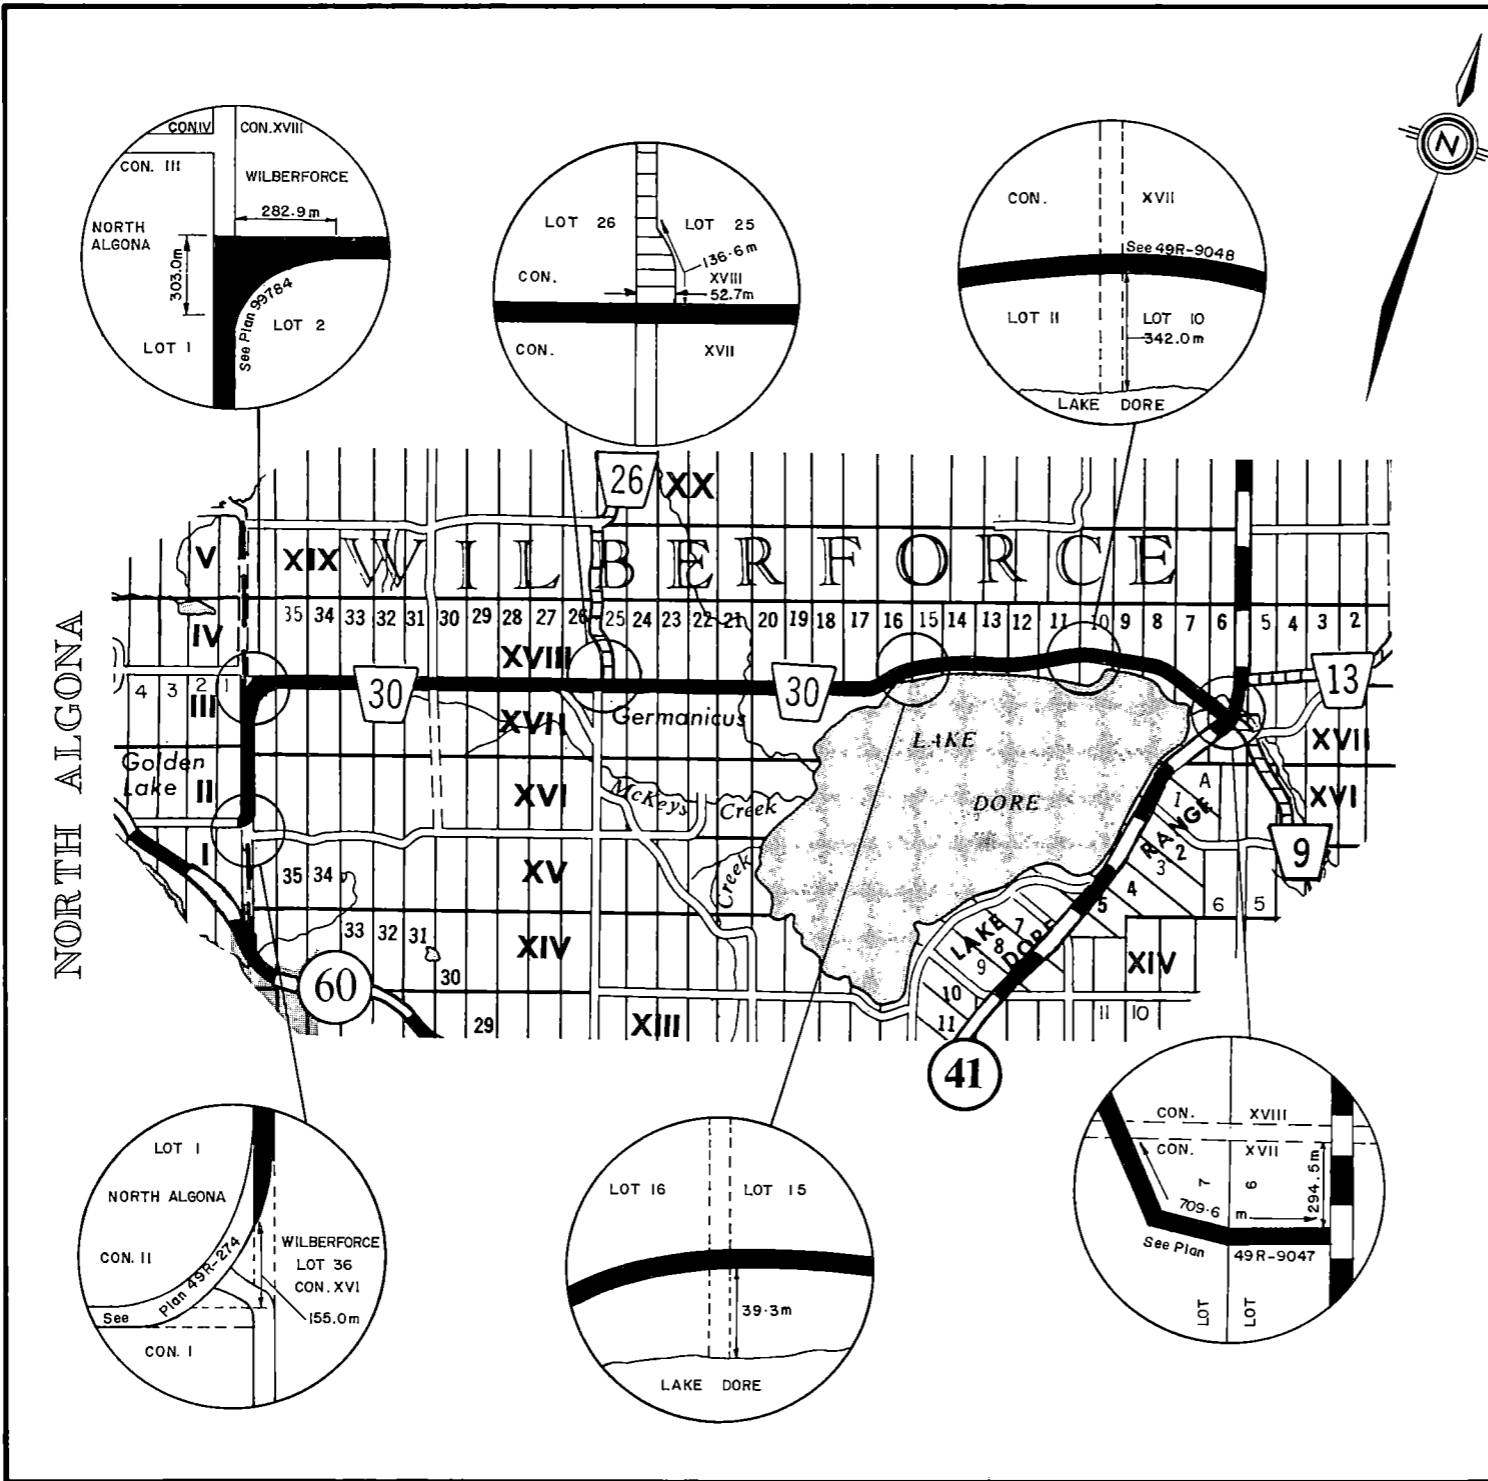 N
CON.IV CON.XVIII
CON. III
WILBERFORCE
282.9m
NORTH
ALGONA
303.0m
See Plan 99784
LOT 2
LOT 1
LOT 26 LOT 25
136.6m
CON. XVIII
52.7m
CON. XVII
CON. XVII
See 49R-9048
LOT 11 LOT 10
342.0m
LAKE DORE
26 XX
V XIX WILBERFORCE
35 34 33 32 31 30 29 28 27 26 25 24 23 22 21 20 19 18 17 16 15 14 13 12 11 10 9 8 7 6 5 4 3 2
IV
XVIII
NORTH ALGONA
4 3 2 1
III
30
30
13
XVII
Germanicus
LAKE
DORE
XVII
Golden
Lake
II
XVI
McKeys Creek
A
1
RANGE
2
3
XVI
9
I
35 34
XV
Creek
4
5
6 5
33 32 31
XIV
LAKE
DORE
7
8
9
XIV
30
10
60
29
XIII
11
11 10
41
LOT 1
NORTH ALGONA
CON. II
See Plan 49R-274
WILBERFORCE
LOT 36
CON. XVI
155.0m
CON. I
LOT 16 LOT 15
39.3m
LAKE DORE
CON. XVIII
CON. XVII
7 6
294.5m
709.6 m
See Plan 49R-9047
LOT LOT